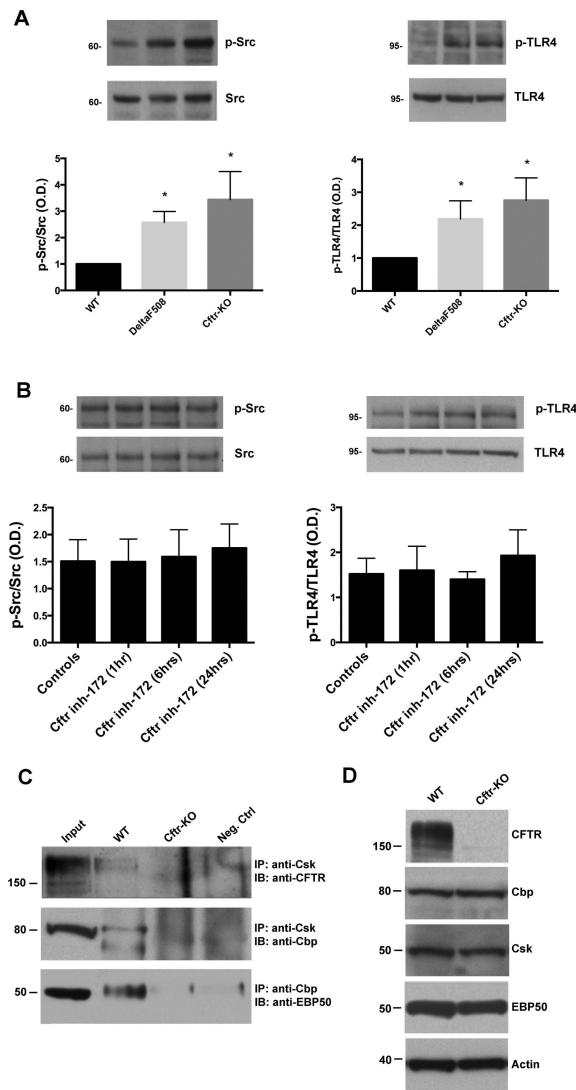 A
60-
p-Src
60-
Src
95-
p-TLR4
95-
TLR4
p-Src/Src (O.D.)
5
4
3
2
1
0
WT
DeltaF508
Cftr-KO
*
*
p-TLR4/TLR4 (O.D.)
4
3
2
1
0
WT
DeltaF508
Cftr-KO
*
*
B
60-
p-Src
60-
Src
95-
p-TLR4
95-
TLR4
p-Src/Src (O.D.)
2.5
2.0
1.5
1.0
0.5
0.0
Controls
Cftr inh-172 (1hr)
Cftr inh-172 (6hrs)
Cftr inh-172 (24hrs)
p-TLR4/TLR4 (O.D.)
3
2
1
0
Controls
Cftr inh-172 (1hr)
Cftr inh-172 (6hrs)
Cftr inh-172 (24hrs)
C
Input
WT
Cftr-KO
Neg. Ctrl
150
IP: anti-Csk
IB: anti-CFTR
80
IP: anti-Csk
IB: anti-Cbp
50
IP: anti-Cbp
IB: anti-EBP50
D
WT
Cftr-KO
150
CFTR
80
Cbp
50
Csk
50
EBP50
40
Actin